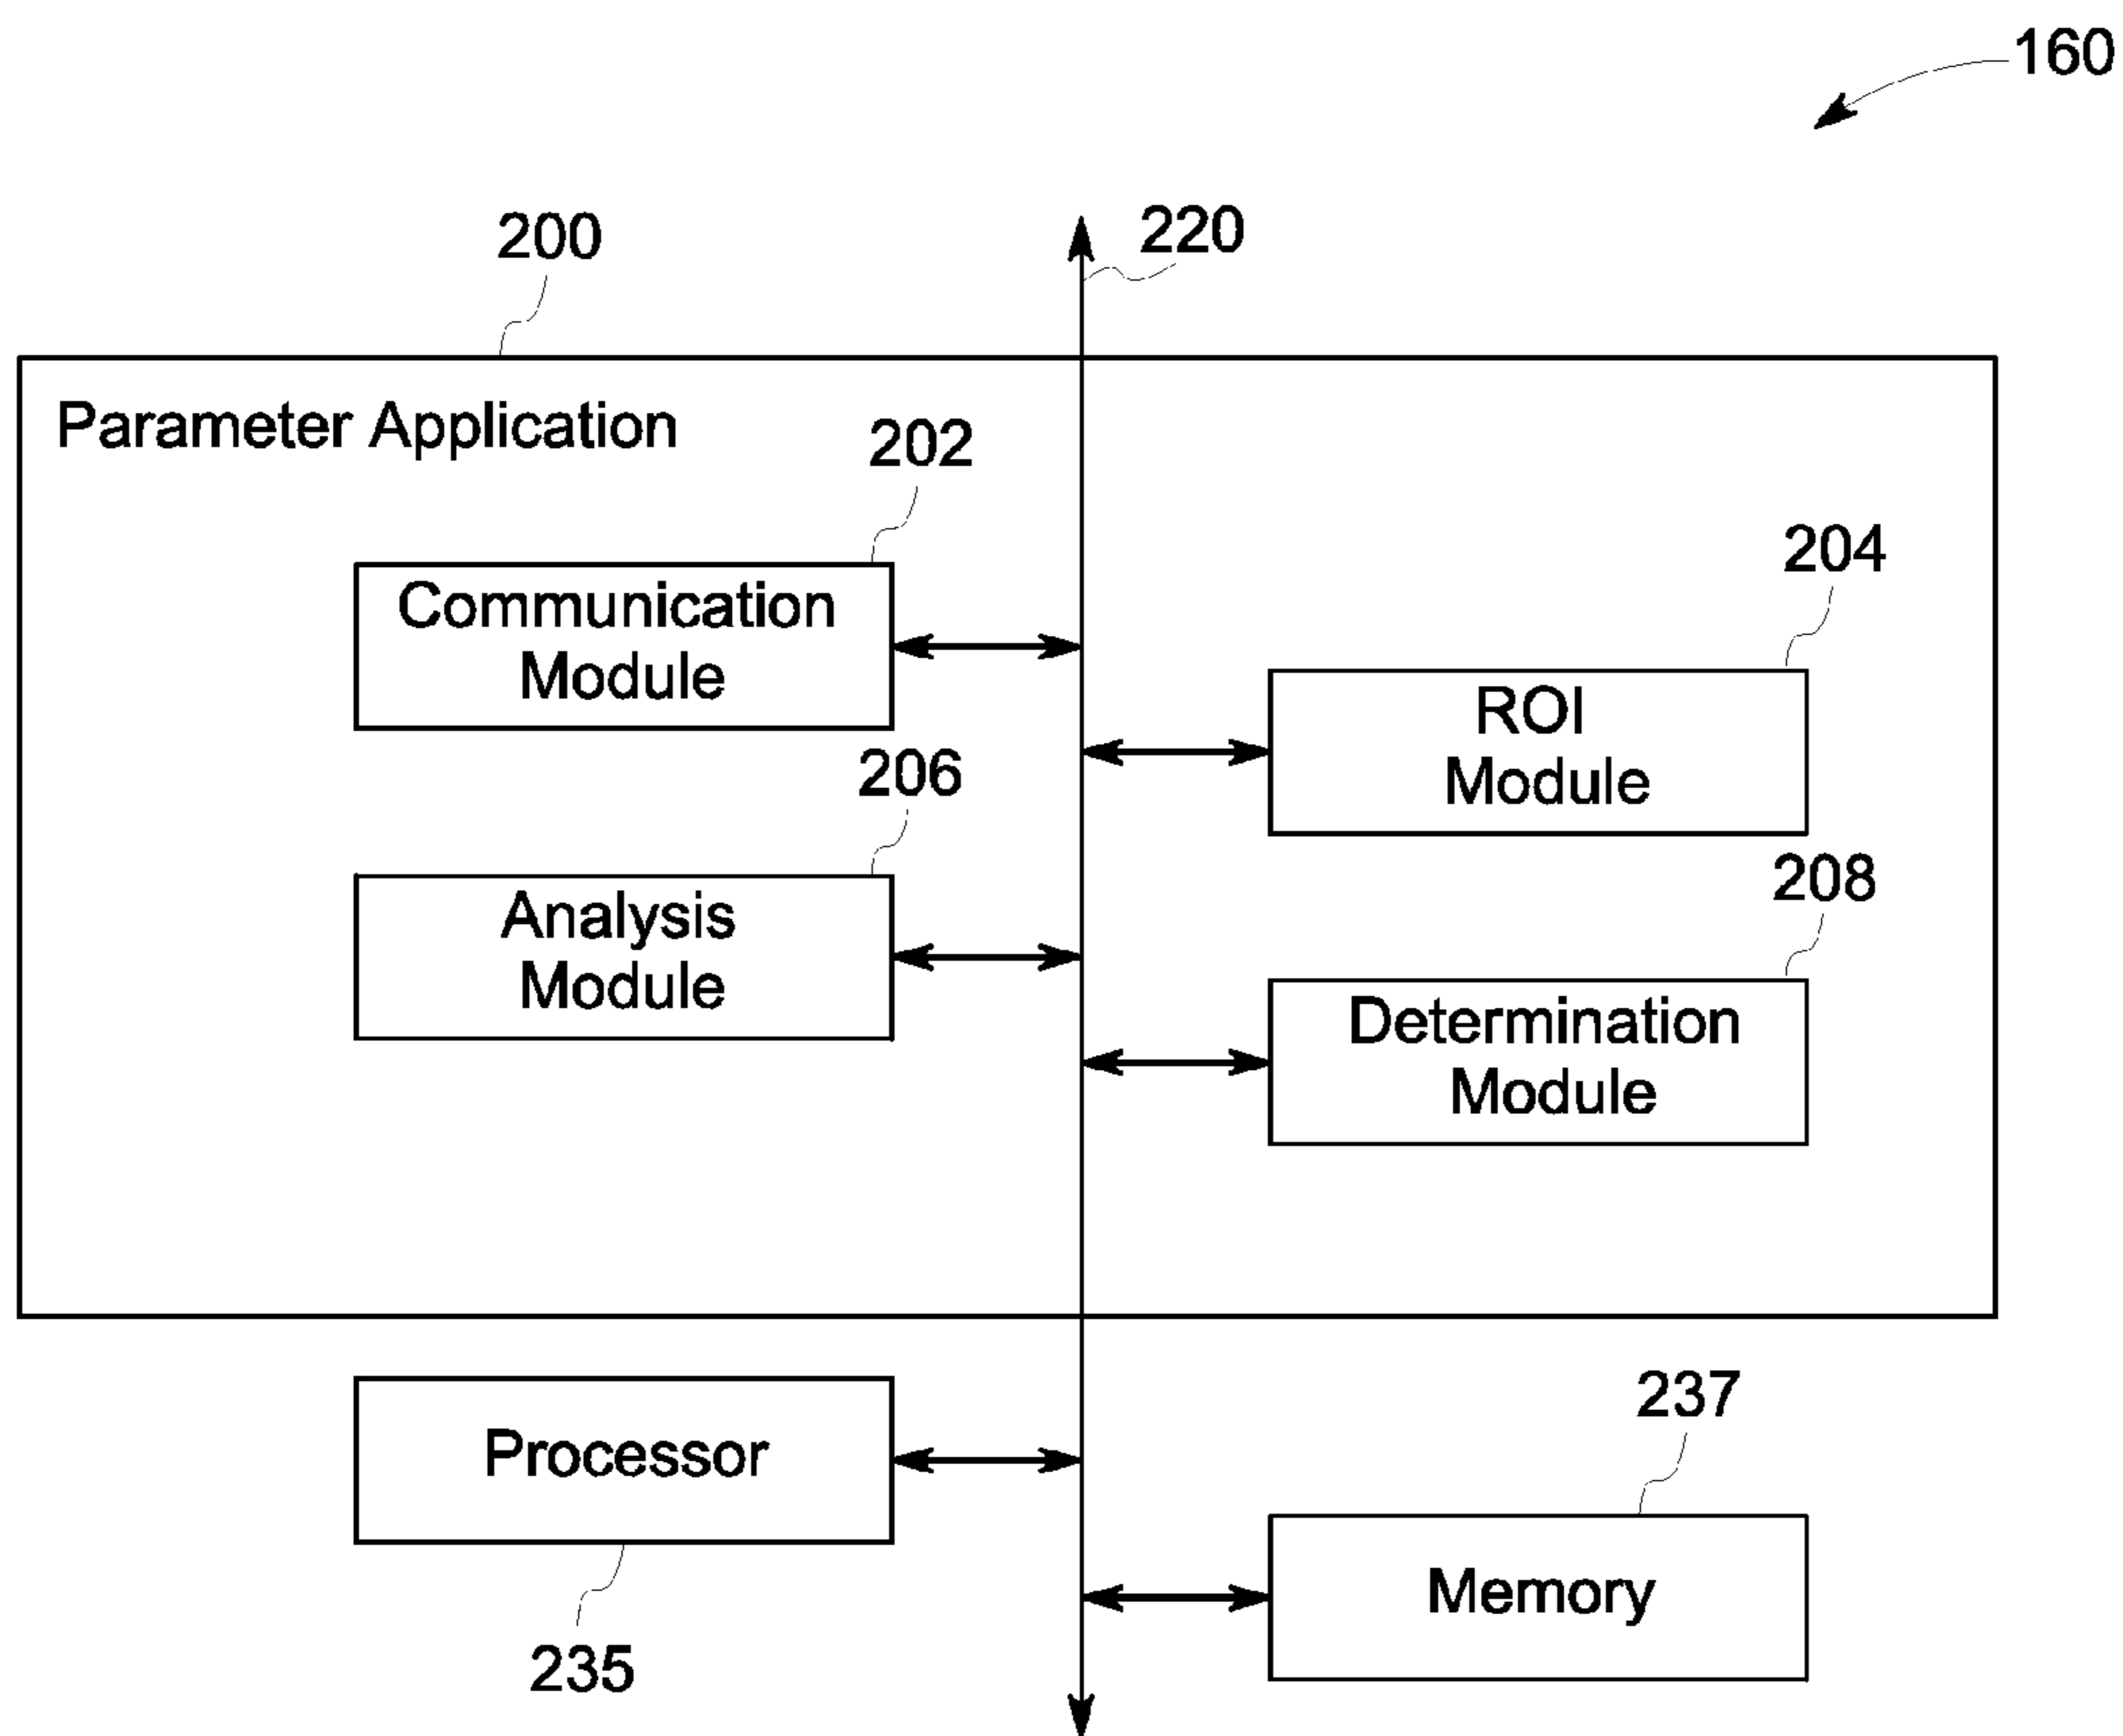 160
200
220
Parameter Application
202
Communication
Module
204
ROI
Module
206
Analysis
Module
208
Determination
Module
Processor
235
237
Memory